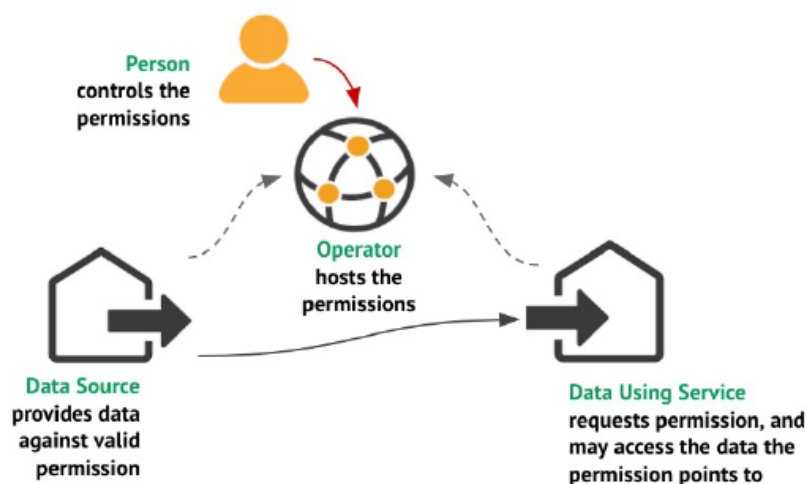 Person
controls the
permissions
Operator
hosts the
permissions
Data Source
provides data
against valid
permission
Data Using Service
requests permission, and
may access the data the
permission points to